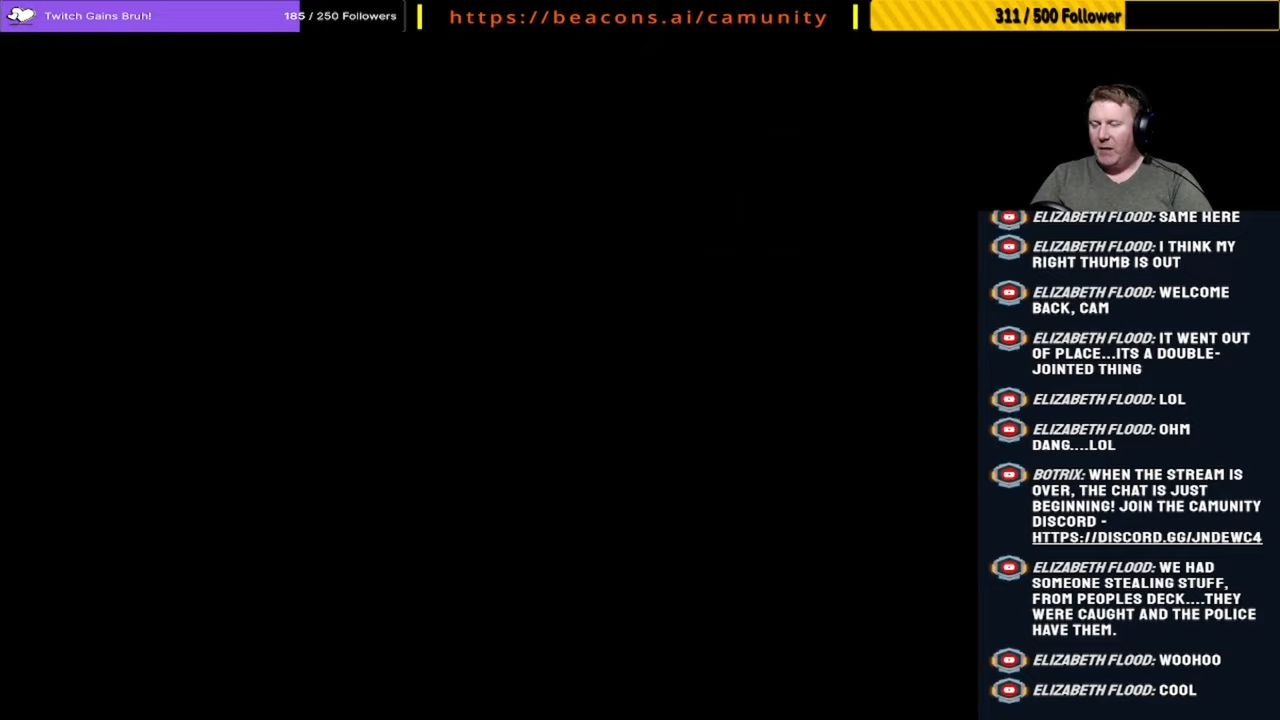 Twitch Gains Bruh!
185 / 250 Followers
https://beacons.ai/camunity
311 / 500 Follower
ELIZABETH FLOOD: SAME HERE
ELIZABETH FLOOD: I THINK MY
RIGHT THUMB IS OUT
ELIZABETH FLOOD: WELCOME
BACK, CAM
ELIZABETH FLOOD: IT WENT OUT
OF PLACE...ITS A DOUBLE-
JOINTED THING
ELIZABETH FLOOD: LOL
ELIZABETH FLOOD: OHM
DANG....LOL
BOTRIX: WHEN THE STREAM IS
OVER, THE CHAT IS JUST
BEGINNING! JOIN THE CAMUNITY
DISCORD -
HTTPS://DISCORD.GG/JNDEWC4
ELIZABETH FLOOD: WE HAD
SOMEONE STEALING STUFF,
FROM PEOPLES DECK....THEY
WERE CAUGHT AND THE POLICE
HAVE THEM.
ELIZABETH FLOOD: WOOHOO
ELIZABETH FLOOD: COOL